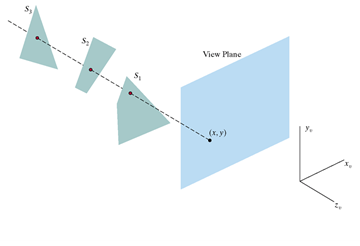 S3
S2
S1
View Plane
(x, y)
yv
xv
zv